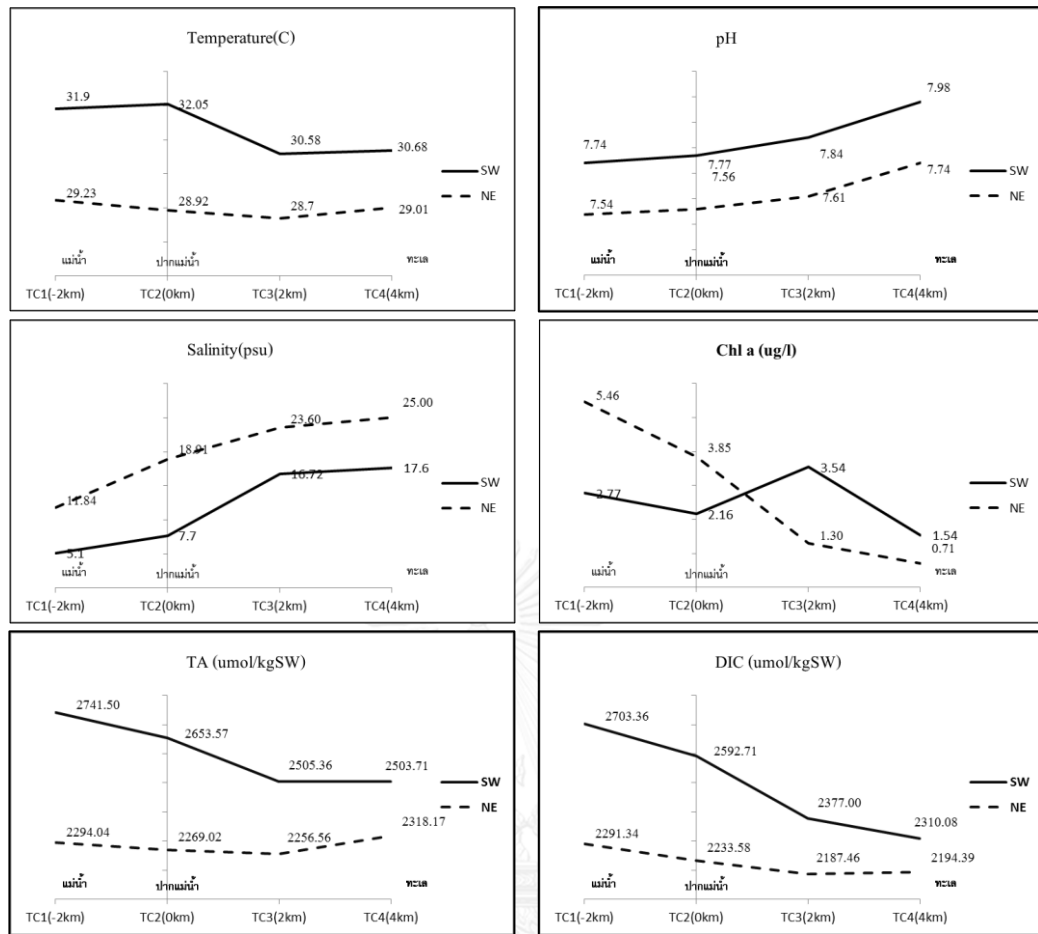 Temperature(C)
31.9
32.05
30.58
30.68
29.23
28.92
28.7
29.01
SW
NE
แม่น้ำ
ปากแม่น้ำ
ทะเล
TC1(-2km) TC2(0km) TC3(2km) TC4(4km)
pH
7.74
7.77
7.84
7.98
7.54
7.56
7.61
7.74
SW
NE
แม่น้ำ
ปากแม่น้ำ
ทะเล
TC1(-2km) TC2(0km) TC3(2km) TC4(4km)
Salinity(psu)
11.84
18.91
23.60
25.00
5.1
7.7
16.72
17.6
SW
NE
แม่น้ำ
ปากแม่น้ำ
ทะเล
TC1(-2km) TC2(0km) TC3(2km) TC4(4km)
Chl a (ug/l)
5.46
3.85
3.54
1.54
2.77
2.16
1.30
0.71
SW
NE
แม่น้ำ
ปากแม่น้ำ
ทะเล
TC1(-2km) TC2(0km) TC3(2km) TC4(4km)
TA (umol/kgSW)
2741.50
2653.57
2505.36
2503.71
2294.04
2269.02
2256.56
2318.17
SW
NE
แม่น้ำ
ปากแม่น้ำ
ทะเล
TC1(-2km) TC2(0km) TC3(2km) TC4(4km)
DIC (umol/kgSW)
2703.36
2592.71
2377.00
2310.08
2291.34
2233.58
2187.46
2194.39
SW
NE
แม่น้ำ
ปากแม่น้ำ
ทะเล
TC1(-2km) TC2(0km) TC3(2km) TC4(4km)